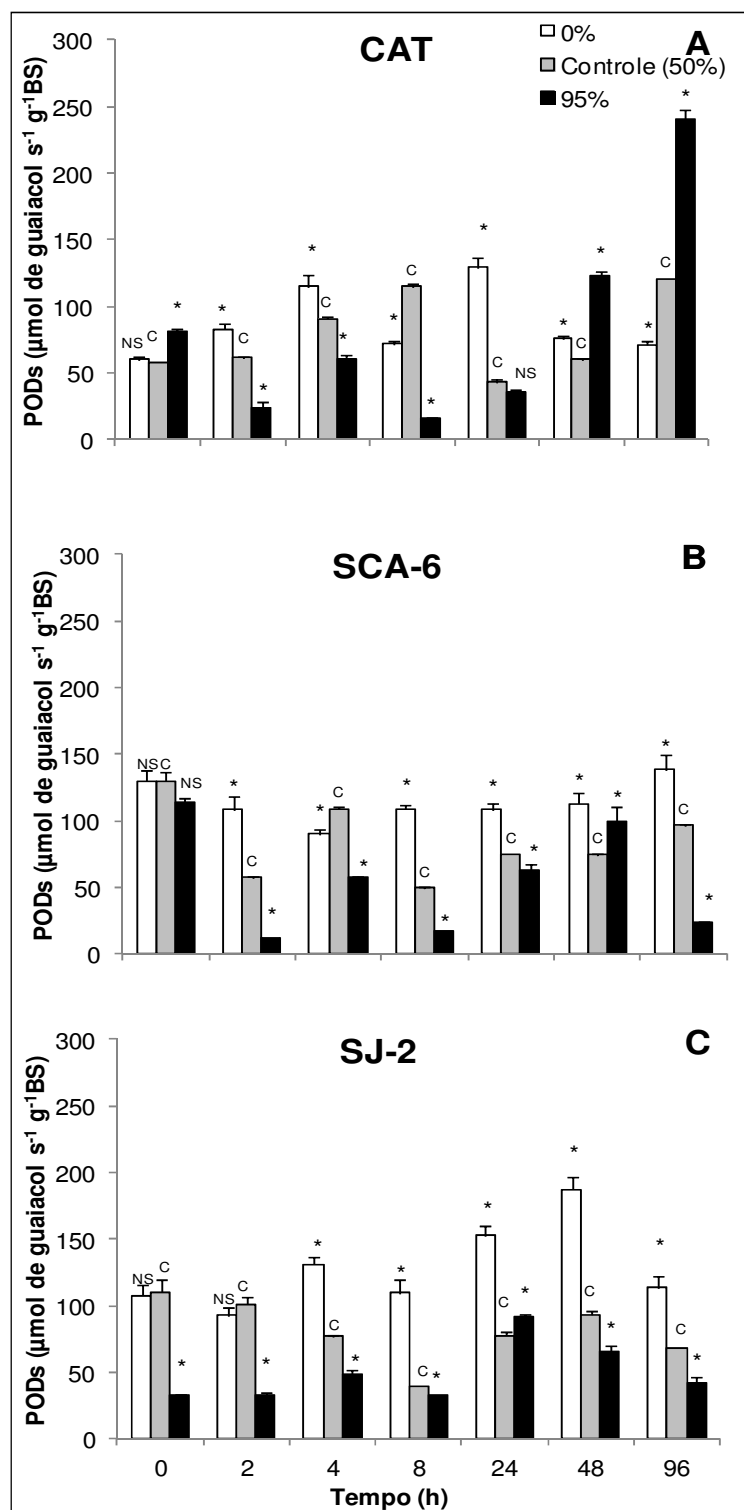 CAT
A
0%
Controle (50%)
95%
PODs (µmol de guaiacol s⁻¹ g⁻¹BS)
300
250
200
150
100
50
0
NS C *
* C *
* C *
* C *
* C NS
* C *
* C *
SCA-6
B
PODs (µmol de guaiacol s⁻¹ g⁻¹BS)
300
250
200
150
100
50
0
NS C NS
* C *
* C *
* C *
* C *
* C *
* C *
SJ-2
C
PODs (µmol de guaiacol s⁻¹ g⁻¹BS)
300
250
200
150
100
50
0
NS C *
NS C *
* C *
* C *
* C *
* C *
* C *
0 2 4 8 24 48 96
Tempo (h)